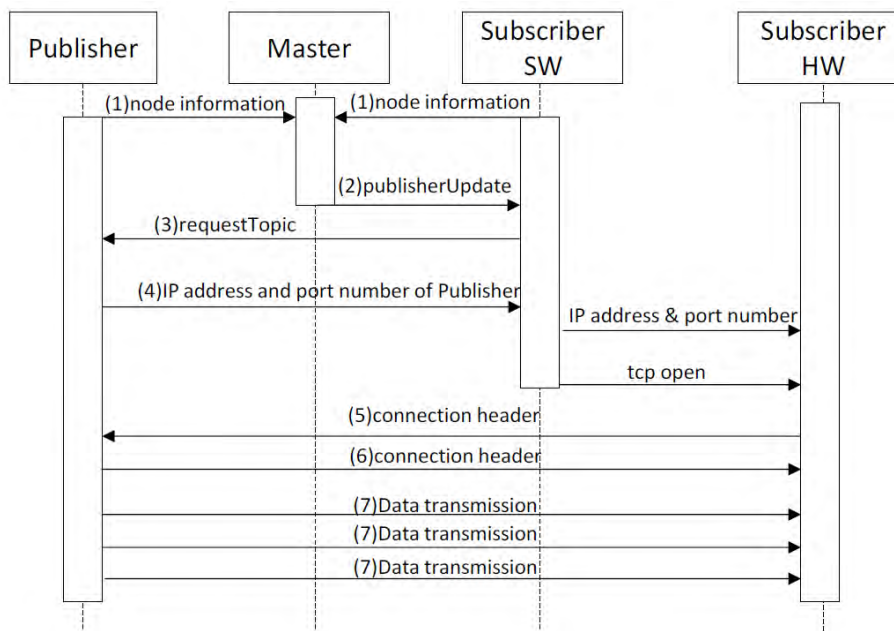 Publisher
Master
Subscriber
SW
Subscriber
HW
(1)node information
(1)node information
(2)publisherUpdate
(3)requestTopic
(4)IP address and port number of Publisher
IP address & port number
tcp open
(5)connection header
(6)connection header
(7)Data transmission
(7)Data transmission
(7)Data transmission